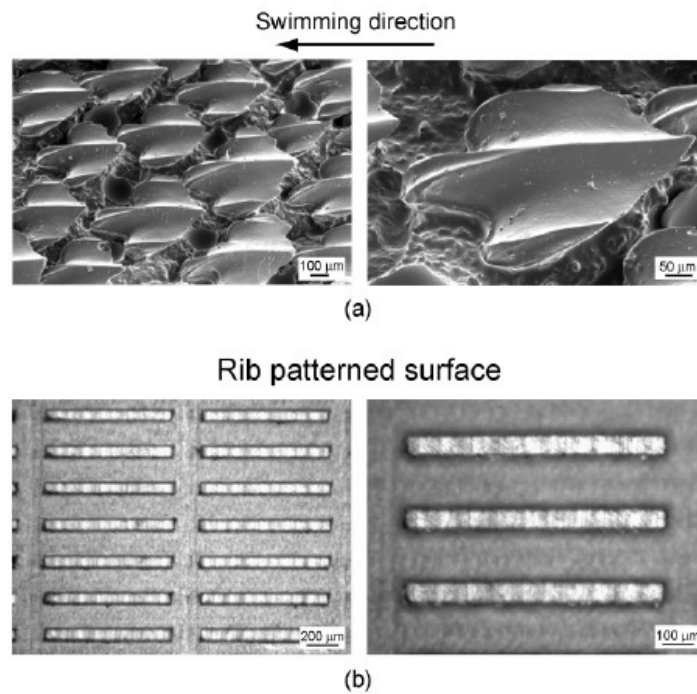 Swimming direction
100 μm
50 μm
(a)
Rib patterned surface
200 μm
100 μm
(b)